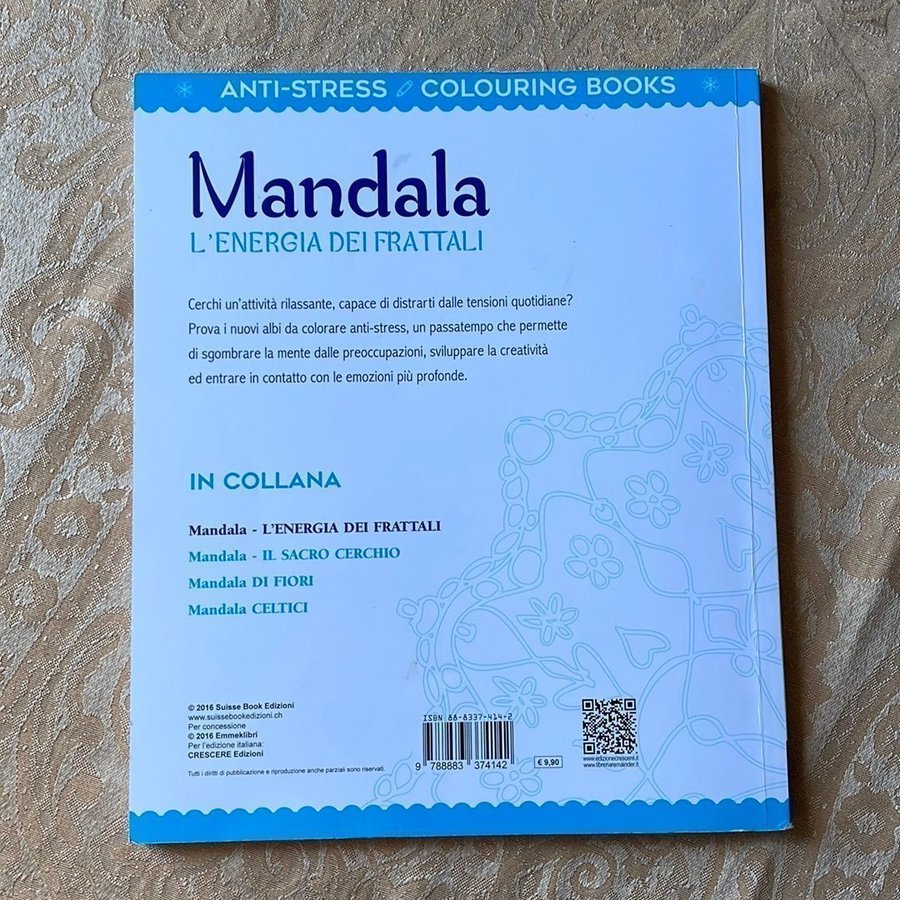 ANTI-STRESS COLOURING BOOKS
Mandala
L'ENERGIA DEI FRATTALI
Cerchi un'attività rilassante, capace di distrarti dalle tensioni quotidiane?
Prova i nuovi albi da colorare anti-stress, un passatempo che permette
di sgombrare la mente dalle preoccupazioni, sviluppare la creatività
ed entrare in contatto con le emozioni più profonde.
IN COLLANA
Mandala - L'ENERGIA DEI FRATTALI
Mandala - IL SACRO CERCHIO
Mandala DI FIORI
Mandala CELTICI
© 2016 Suisse Book Edizioni
www.suissebookedizioni.ch
Per concessione
© 2016 Emmeklibri
Per l'edizione italiana:
CRESCERE Edizioni
Tutti i diritti di pubblicazione e riproduzione anche parziali sono riservati.
ISBN 88-8337-414-2
9 788883 374142
€ 9,90
www.edizionecrescere.it
www.libreriaremainder.it